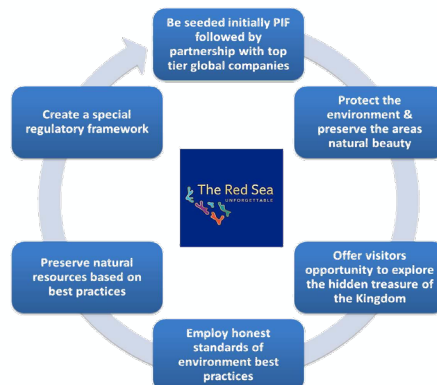 Be seeded initially PIF
followed by
partnership with top
tier global companies
Protect the
environment &
preserve the areas
natural beauty
Offer visitors
opportunity to explore
the hidden treasure of
the Kingdom
Employ honest
standards of
environment best
practices
Preserve natural
resources based on
best practices
Create a special
regulatory framework
The Red Sea
UNFORGETTABLE